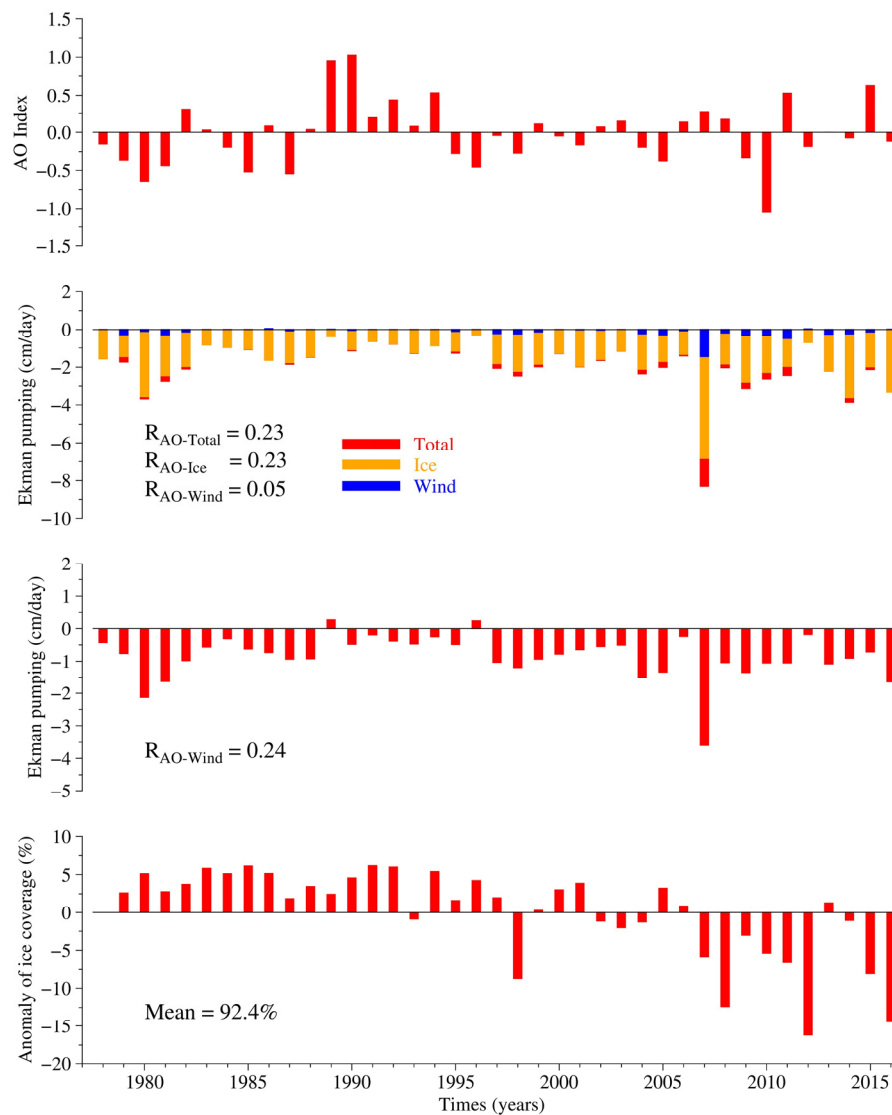 1.5
1.0
0.5
0.0
−0.5
−1.0
−1.5
AO Index
2
0
−2
−4
−6
−8
−10
Ekman pumping (cm/day)
R_AO-Total = 0.23
R_AO-Ice = 0.23
R_AO-Wind = 0.05
Total
Ice
Wind
2
1
0
−1
−2
−3
−4
−5
Ekman pumping (cm/day)
R_AO-Wind = 0.24
10
5
0
−5
−10
−15
−20
Anomaly of ice coverage (%)
Mean = 92.4%
1980 1985 1990 1995 2000 2005 2010 2015
Times (years)